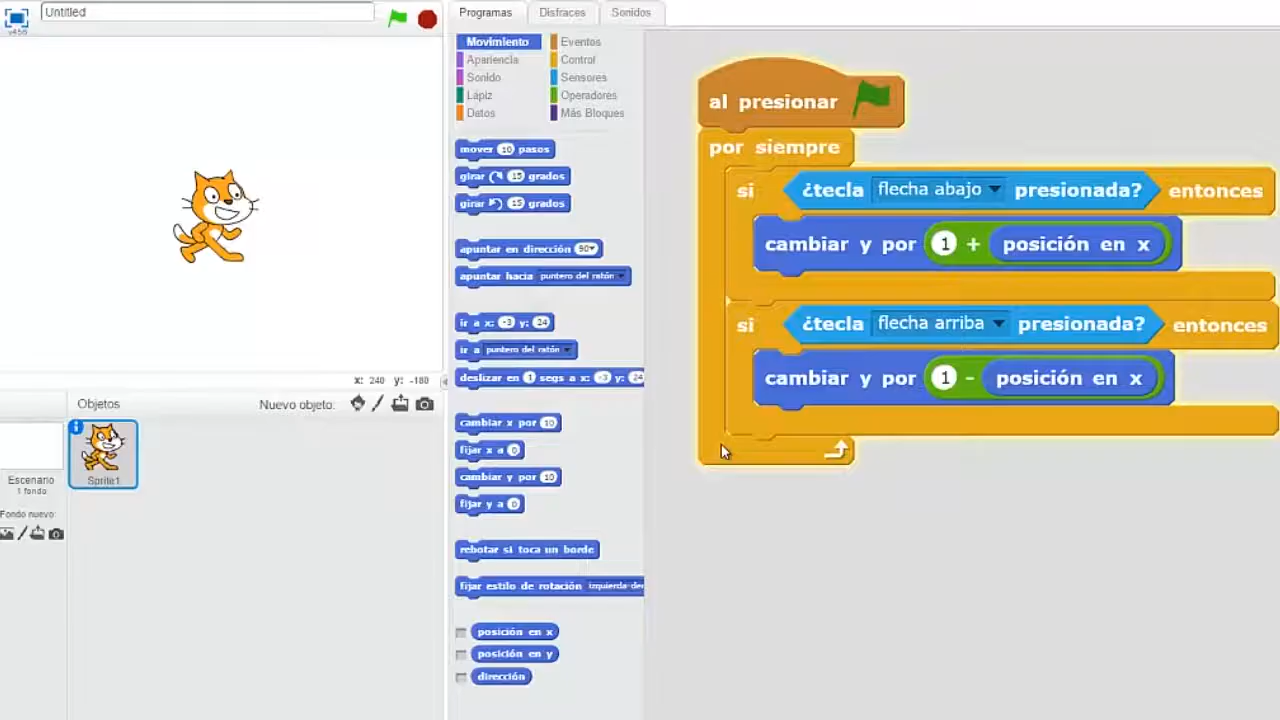 Untitled
v456
Programas
Disfraces
Sonidos
Movimiento
Eventos
Apariencia
Control
Sonido
Sensores
Lápiz
Operadores
Datos
Más Bloques
mover 10 pasos
girar 15 grados
girar 15 grados
apuntar en dirección 90
apuntar hacia puntero del ratón
ir a x: -3 y: 24
ir a puntero del ratón
deslizar en 1 segs a x: -3 y: 24
cambiar x por 10
fijar x a 0
cambiar y por 10
fijar y a 0
rebotar si toca un borde
fijar estilo de rotación izquierda-der
posición en x
posición en y
dirección
al presionar
por siempre
si ¿tecla flecha abajo presionada? entonces
cambiar y por 1 + posición en x
si ¿tecla flecha arriba presionada? entonces
cambiar y por 1 - posición en x
x: 240 y: -180
Objetos
Nuevo objeto:
Sprite1
Escenario
1 fondo
Fondo nuevo: